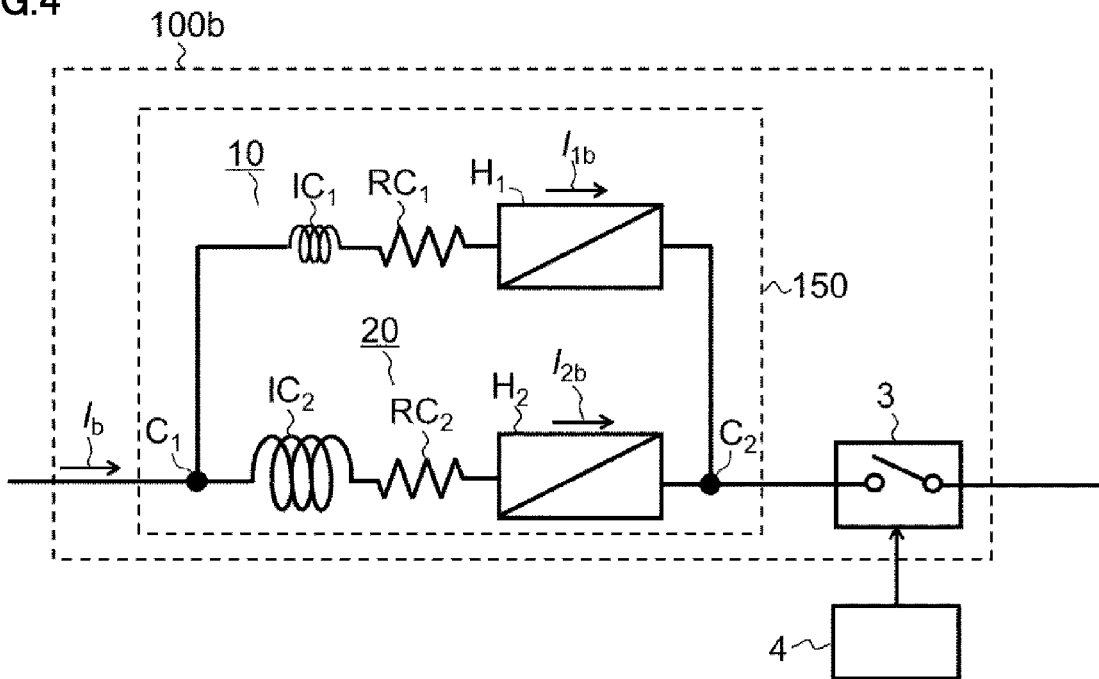 G.4
100b
10
IC₁
RC₁
H₁
I₁b
150
20
IC₂
RC₂
H₂
I₂b
Ib
C₁
C₂
3
4